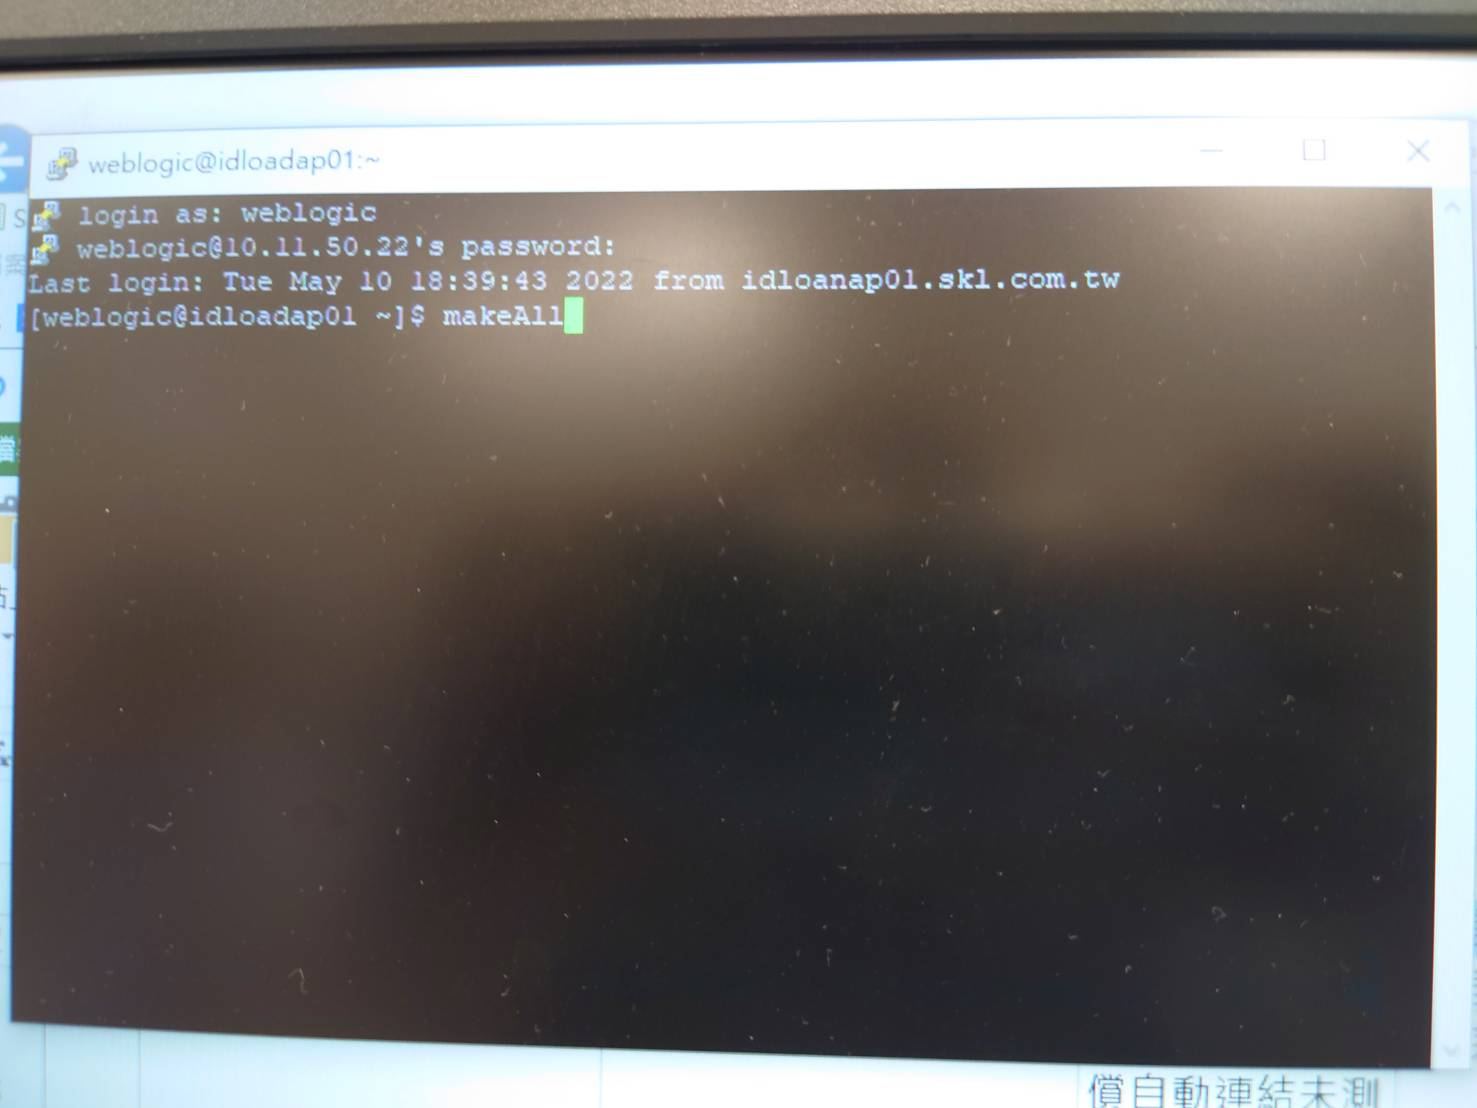 weblogic@idloadap01:~
login as: weblogic
weblogic@10.11.50.22's password:
Last login: Tue May 10 18:39:43 2022 from idloanap01.skl.com.tw
[weblogic@idloadap01 ~]$ makeAll
償自動連結未測